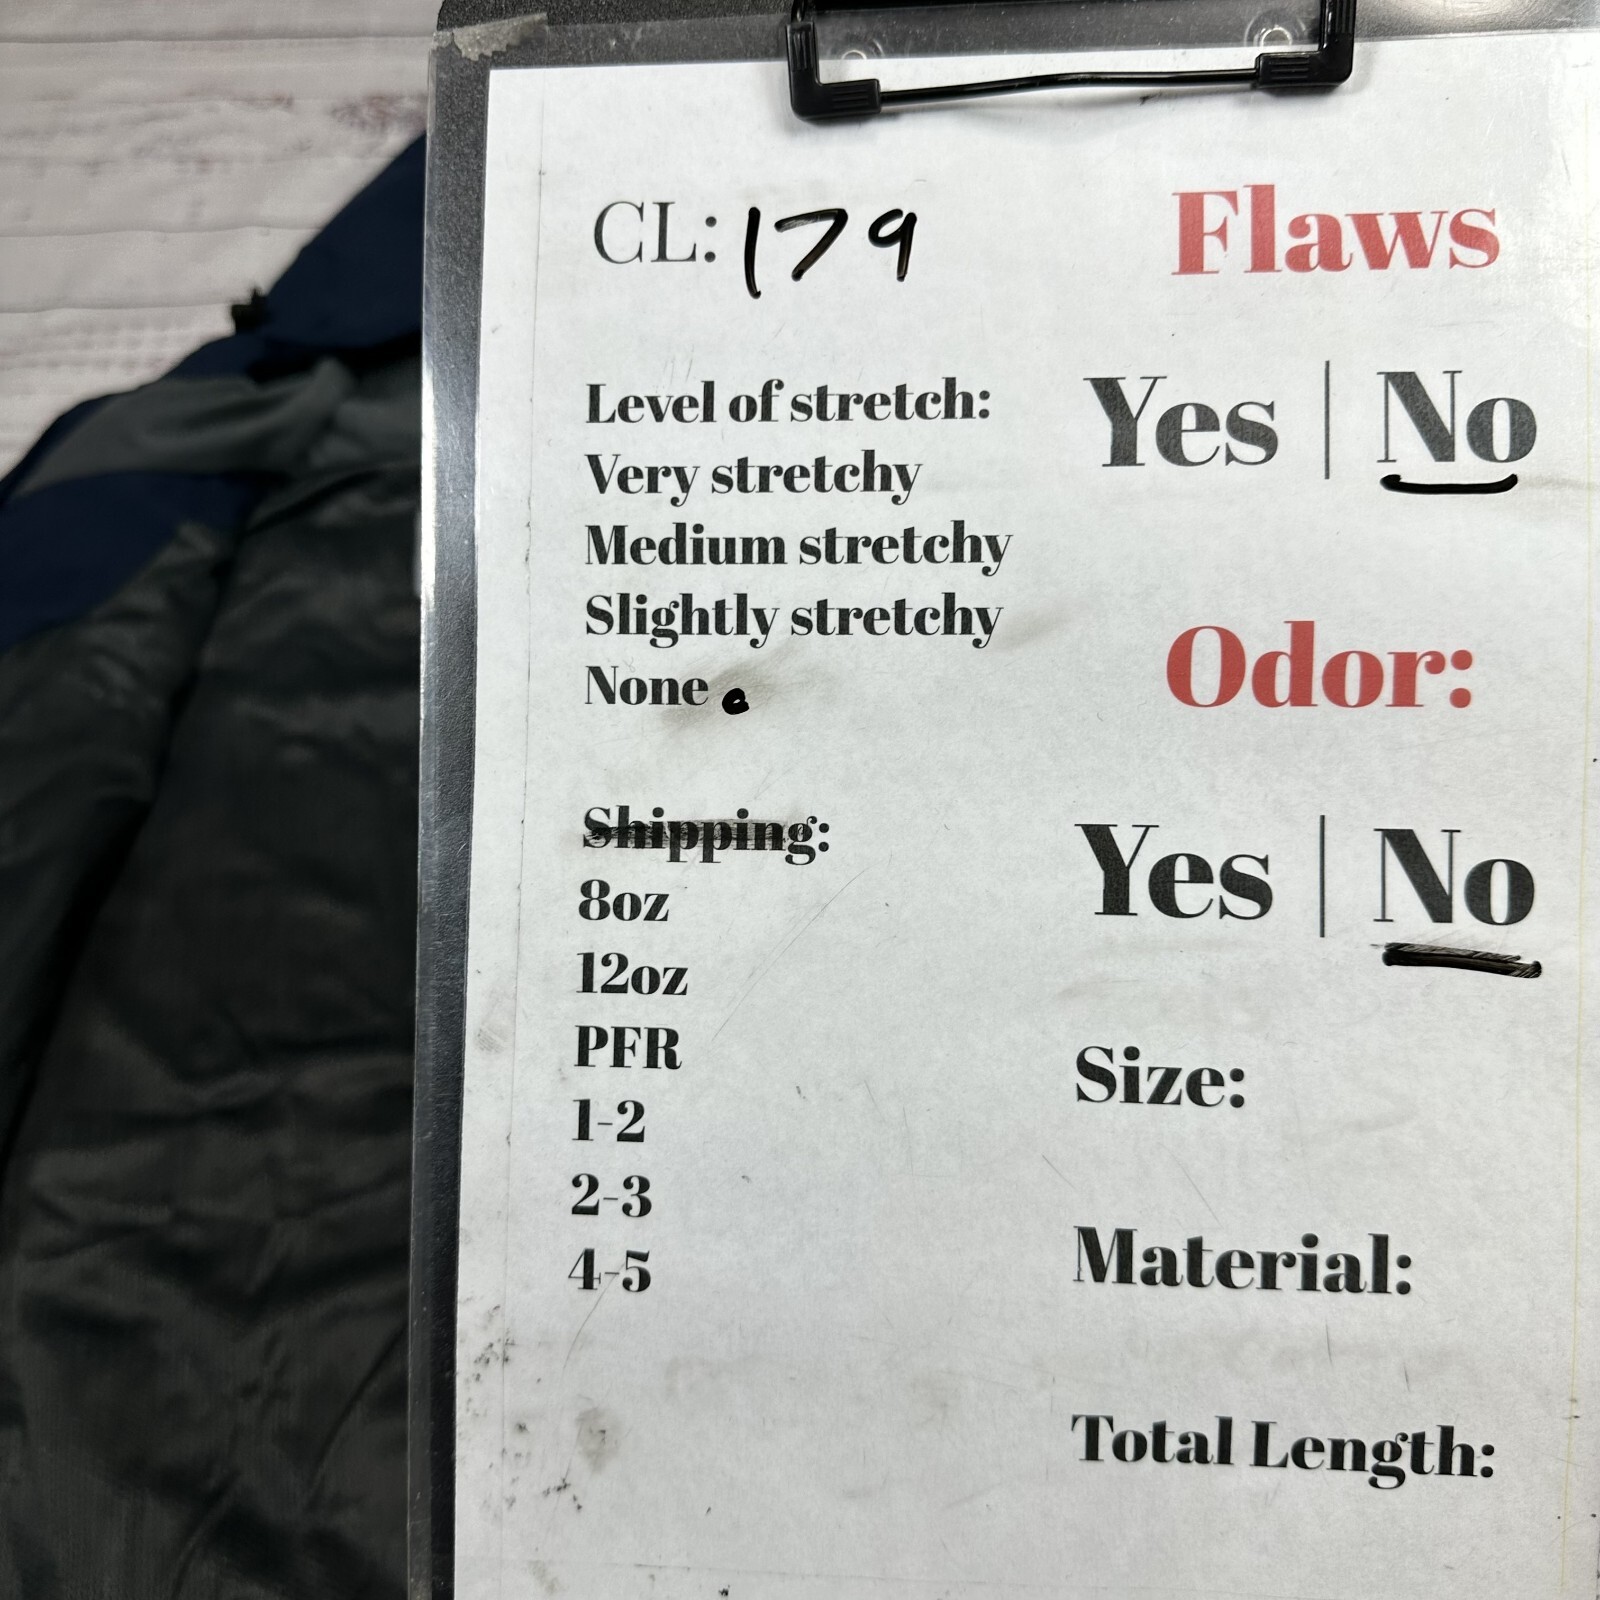 CL: 179
Level of stretch:
Very stretchy
Medium stretchy
Slightly stretchy
None
Shipping:
8oz
12oz
PFR
1-2
2-3
4-5
Flaws
Yes | No
Odor:
Yes | No
Size:
Material:
Total Length: